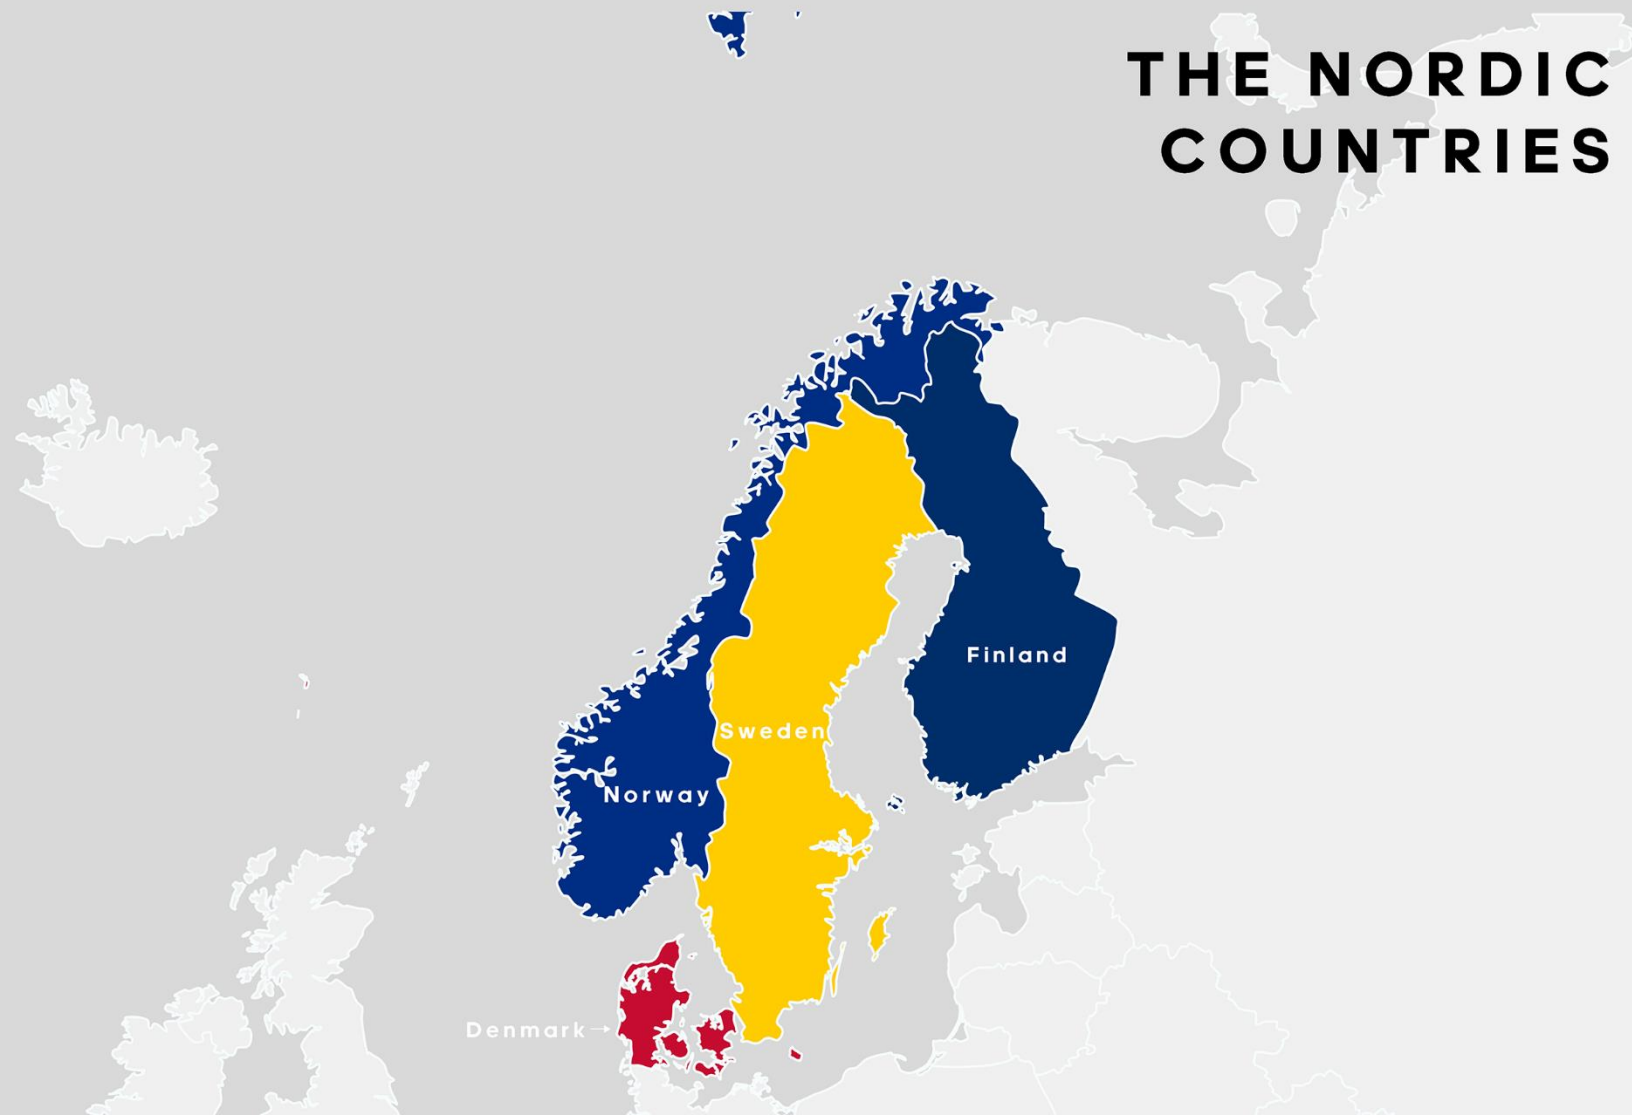 THE NORDIC
COUNTRIES
Finland
Sweden
Norway
Denmark→